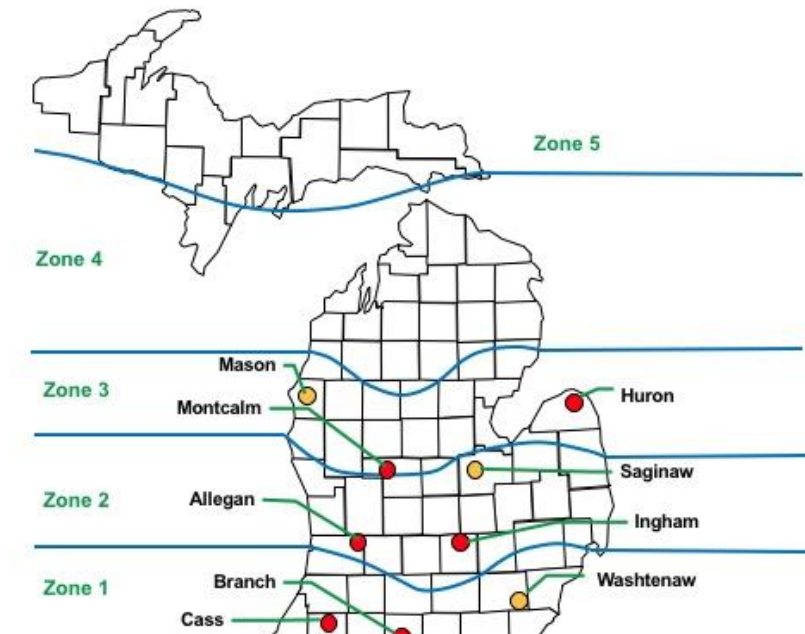 Zone 5
Zone 4
Mason
Zone 3
Huron
Montcalm
Saginaw
Zone 2
Allegan
Ingham
Branch
Washtenaw
Zone 1
Cass